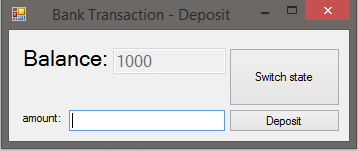 Bank Transaction - Deposit
Balance: 1000
Switch state
amount:
Deposit